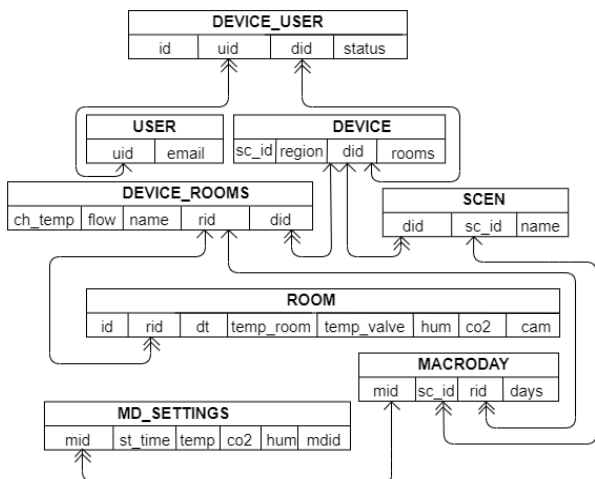 DEVICE_USER
id uid did status
USER
uid email
DEVICE
sc_id region did rooms
DEVICE_ROOMS
ch_temp flow name rid did
SCEN
did sc_id name
ROOM
id rid dt temp_room temp_valve hum co2 cam
MACRODAY
mid sc_id rid days
MD_SETTINGS
mid st_time temp co2 hum mdid